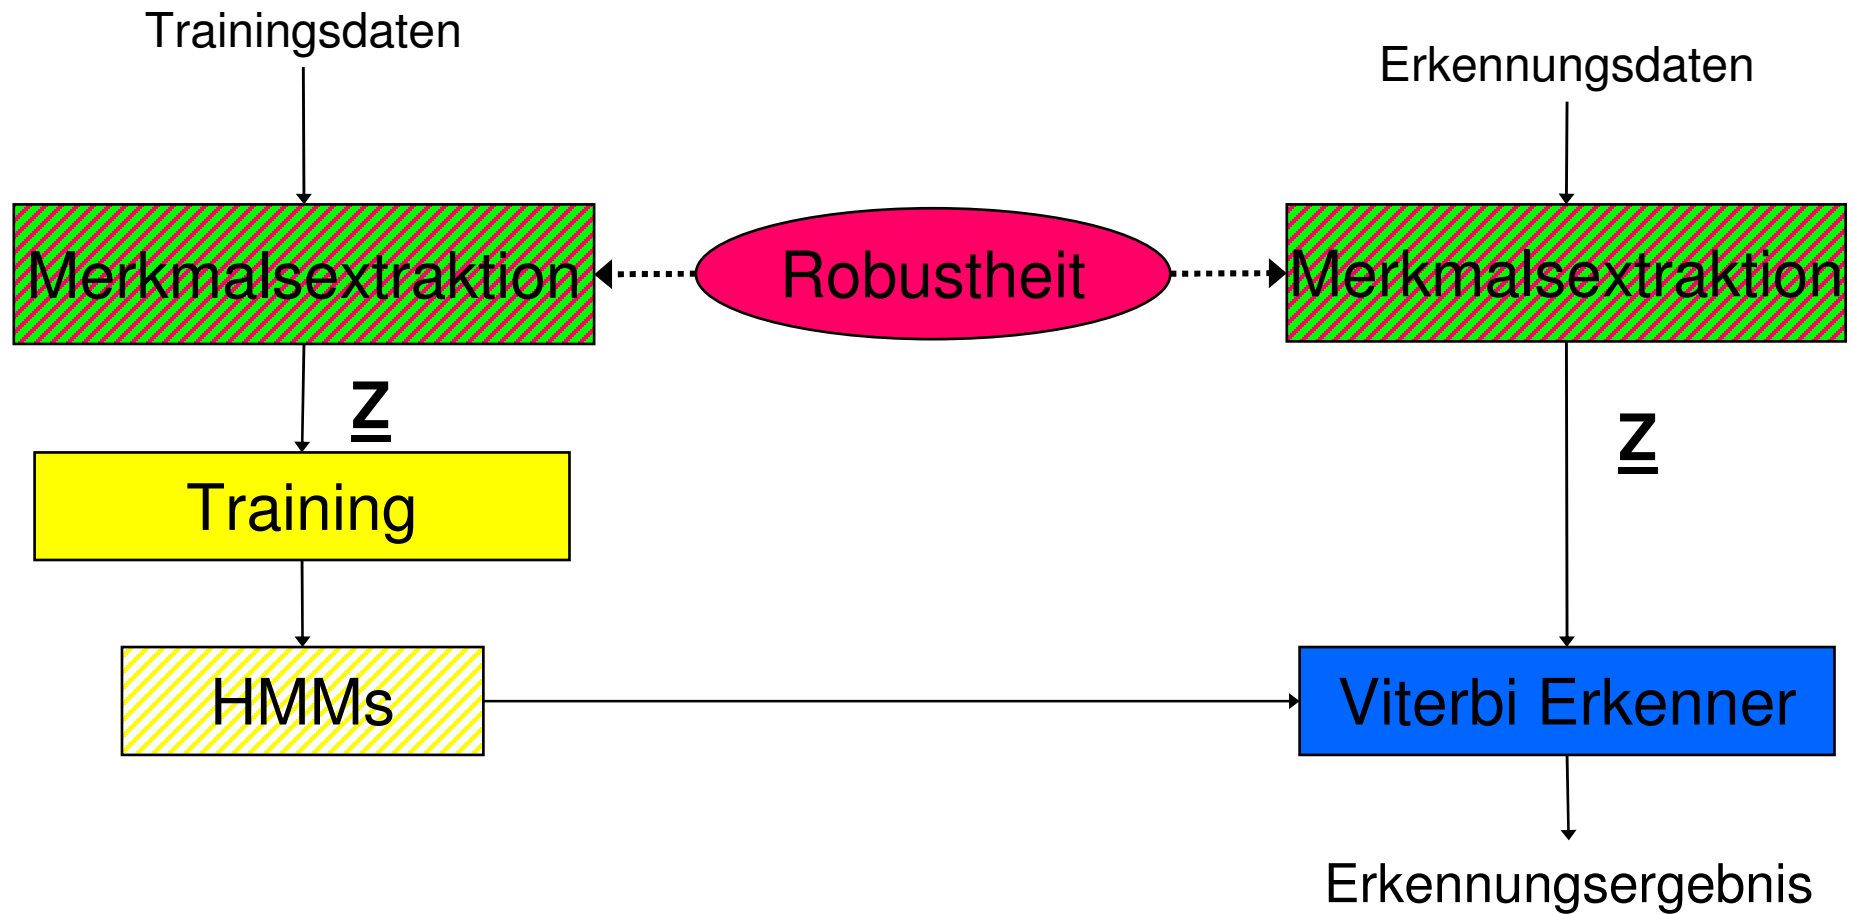 Trainingsdaten
Erkennungsdaten
Merkmalsextraktion
Robustheit
Merkmalsextraktion
Z
Z
Training
HMMs
Viterbi Erkenner
Erkennungsergebnis